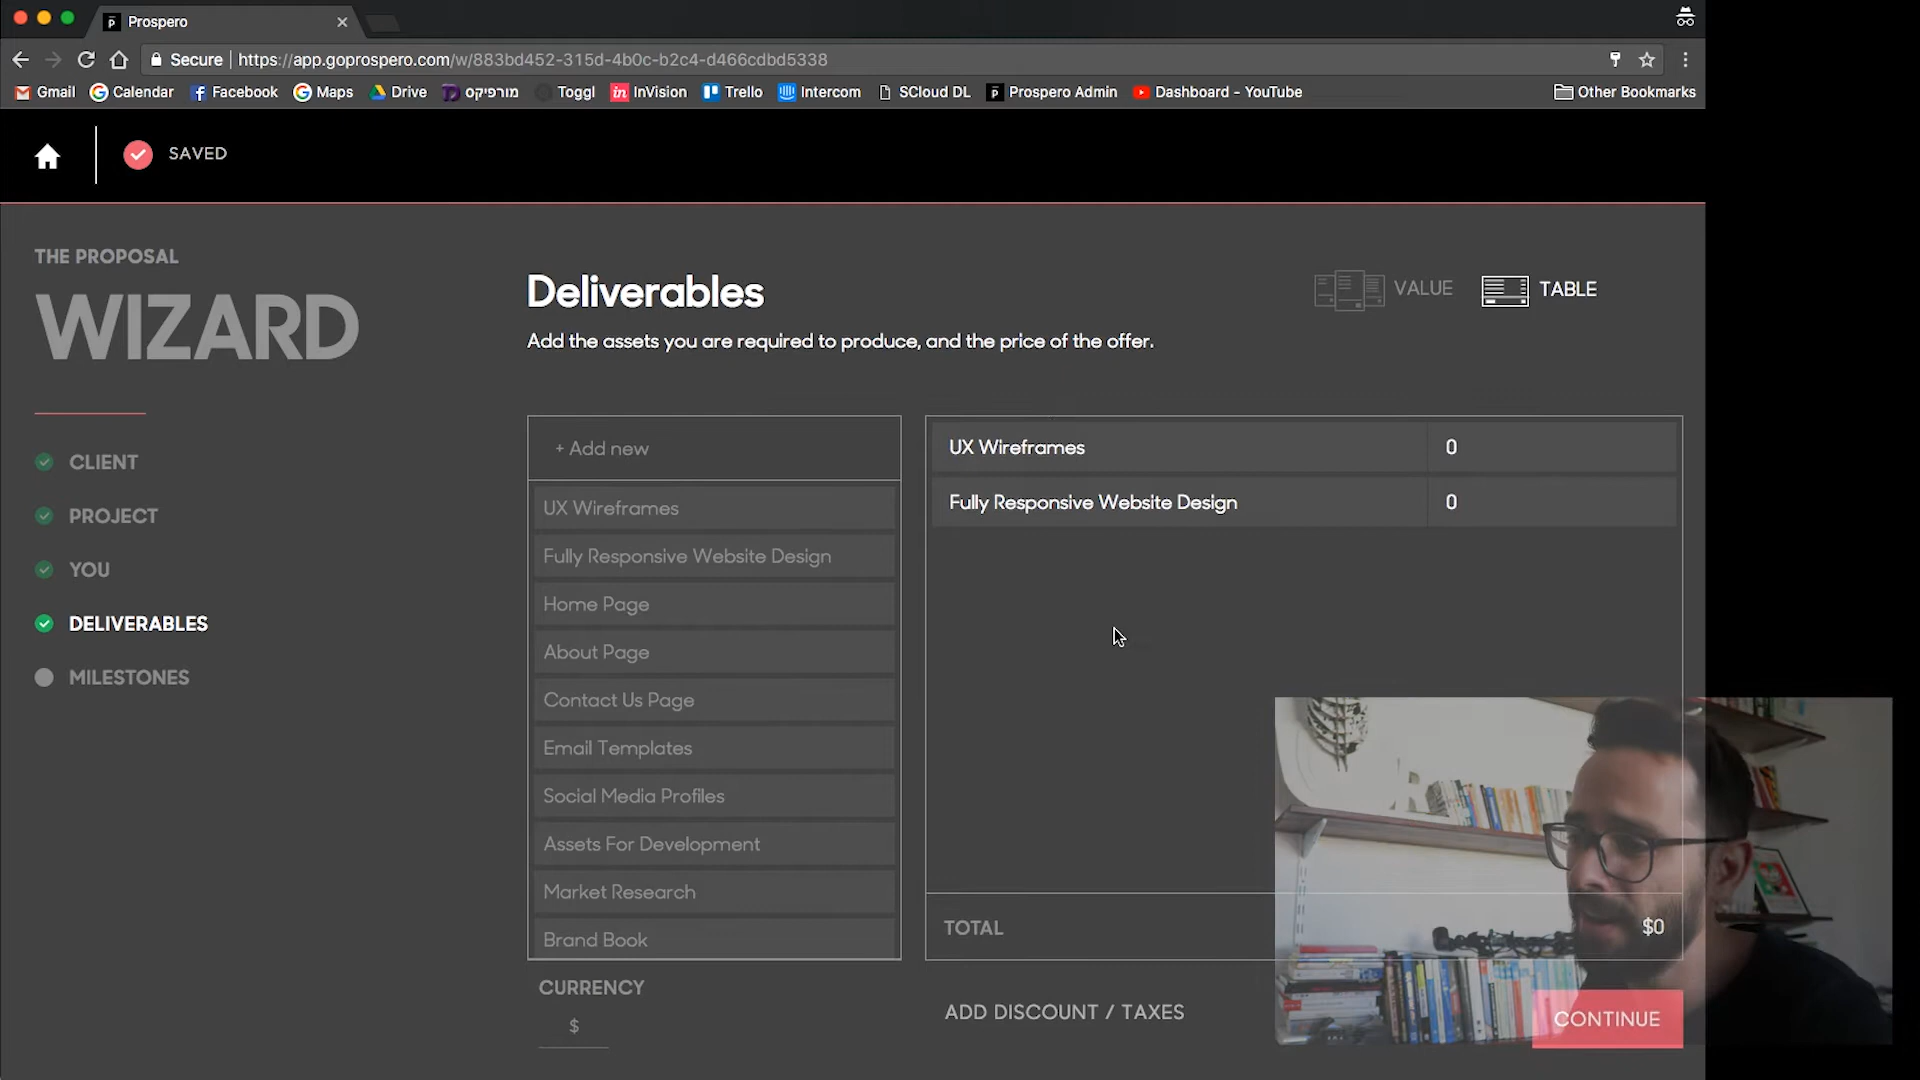 Prospero
Secure https://app.goprospero.com/w/883bd452-315d-4b0c-b2c4-d466cdbd5338
Gmail Calendar Facebook Maps Drive מורפיקס Toggl InVision Trello Intercom SCloud DL Prospero Admin Dashboard - YouTube Other Bookmarks
SAVED
THE PROPOSAL
WIZARD
CLIENT
PROJECT
YOU
DELIVERABLES
MILESTONES
Deliverables
Add the assets you are required to produce, and the price of the offer.
VALUE
TABLE
+ Add new
UX Wireframes
Fully Responsive Website Design
Home Page
About Page
Contact Us Page
Email Templates
Social Media Profiles
Assets For Development
Market Research
Brand Book
CURRENCY
$
UX Wireframes 0
Fully Responsive Website Design 0
TOTAL $0
ADD DISCOUNT / TAXES
CONTINUE